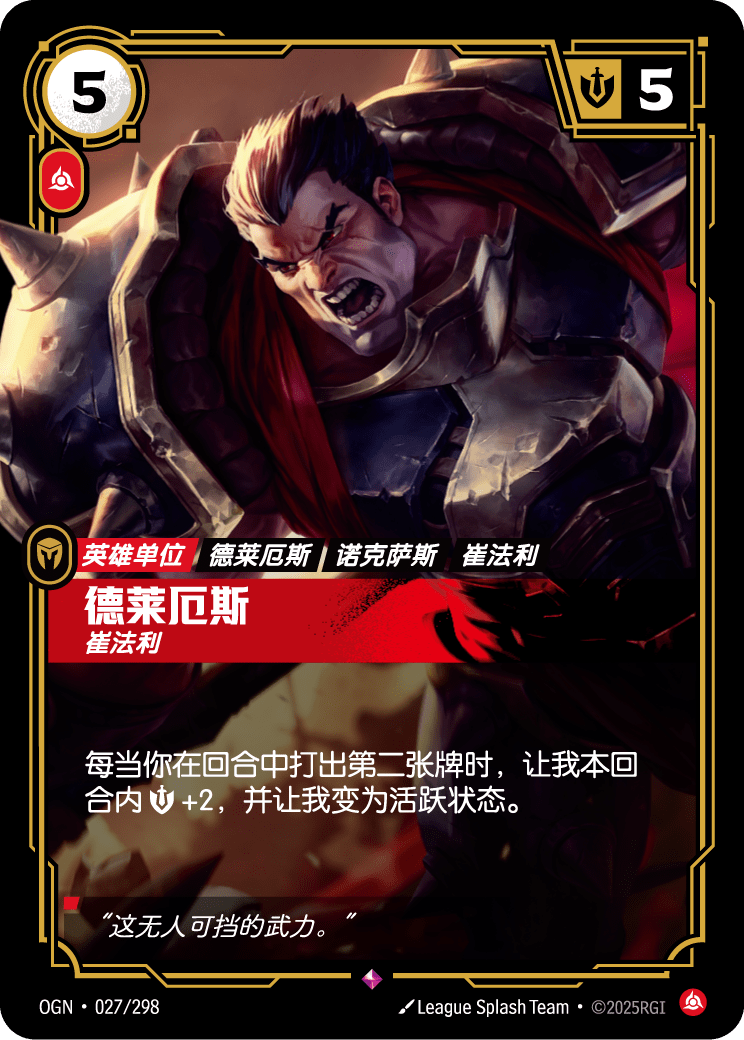 5
5
英雄单位 德莱厄斯 诺克萨斯 崔法利
德莱厄斯
崔法利
每当你在回合中打出第二张牌时，让我本回
合内 +2，并让我变为活跃状态。
“这无人可挡的武力。”
OGN • 027/298
League Splash Team • ©2025RGI